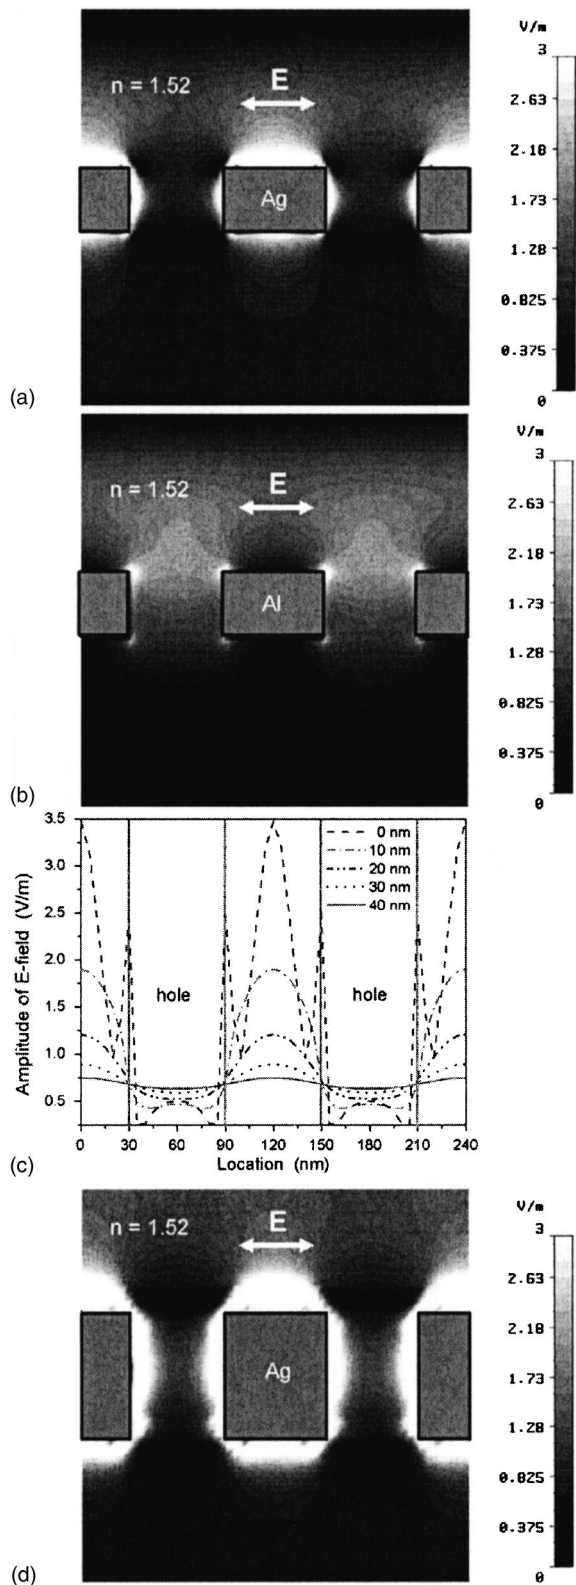 V/m
3
2.63
2.18
1.73
1.28
0.825
0.375
0
n = 1.52
E
Ag
(a)
V/m
3
2.63
2.18
1.73
1.28
0.825
0.375
0
n = 1.52
E
Al
(b)
3.5
3.0
2.5
2.0
1.5
1.0
0.5
Amplitude of E-field (V/m)
0 nm
10 nm
20 nm
30 nm
40 nm
hole
hole
0 30 60 90 120 150 180 210 240
Location (nm)
(c)
V/m
3
2.63
2.18
1.73
1.28
0.825
0.375
0
n = 1.52
E
Ag
(d)